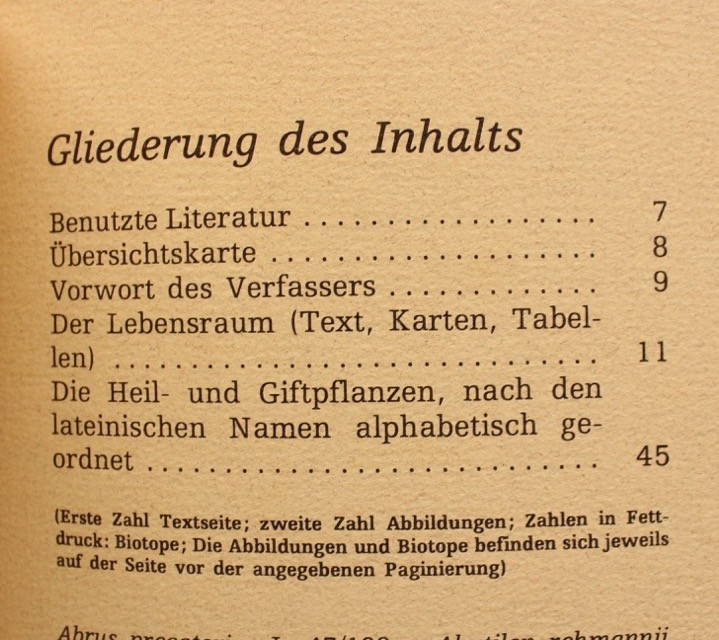 Gliederung des Inhalts
Benutzte Literatur . . . . . . . . . . . . . . . . . . 7
Übersichtskarte . . . . . . . . . . . . . . . . . . . . 8
Vorwort des Verfassers . . . . . . . . . . . . . 9
Der Lebensraum (Text, Karten, Tabel-
len) . . . . . . . . . . . . . . . . . . . . . . . . . . . . . . 11
Die Heil- und Giftpflanzen, nach den
lateinischen Namen alphabetisch ge-
ordnet . . . . . . . . . . . . . . . . . . . . . . . . . . . . 45
(Erste Zahl Textseite; zweite Zahl Abbildungen; Zahlen in Fett-
druck: Biotope; Die Abbildungen und Biotope befinden sich jeweils
auf der Seite vor der angegebenen Paginierung)
Abrus